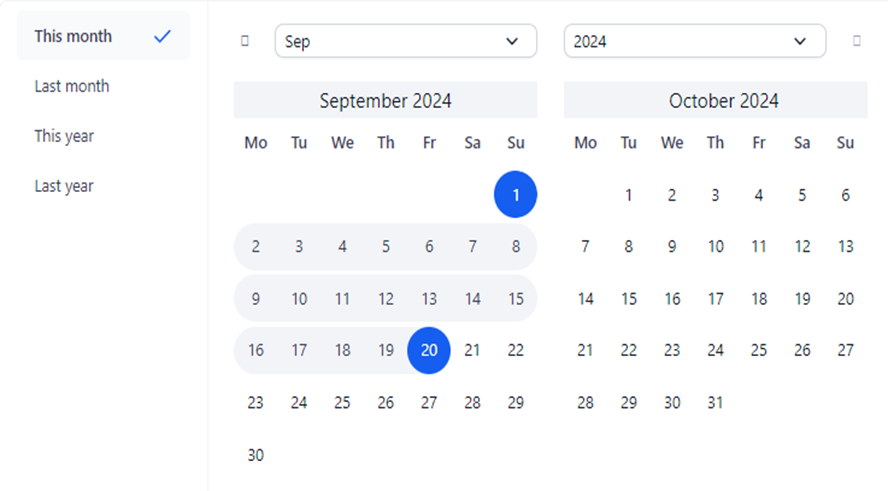 This month
Last month
This year
Last year
Sep 2024
September 2024
Mo Tu We Th Fr Sa Su
1
2 3 4 5 6 7 8
9 10 11 12 13 14 15
16 17 18 19 20 21 22
23 24 25 26 27 28 29
30
October 2024
Mo Tu We Th Fr Sa Su
1 2 3 4 5 6
7 8 9 10 11 12 13
14 15 16 17 18 19 20
21 22 23 24 25 26 27
28 29 30 31